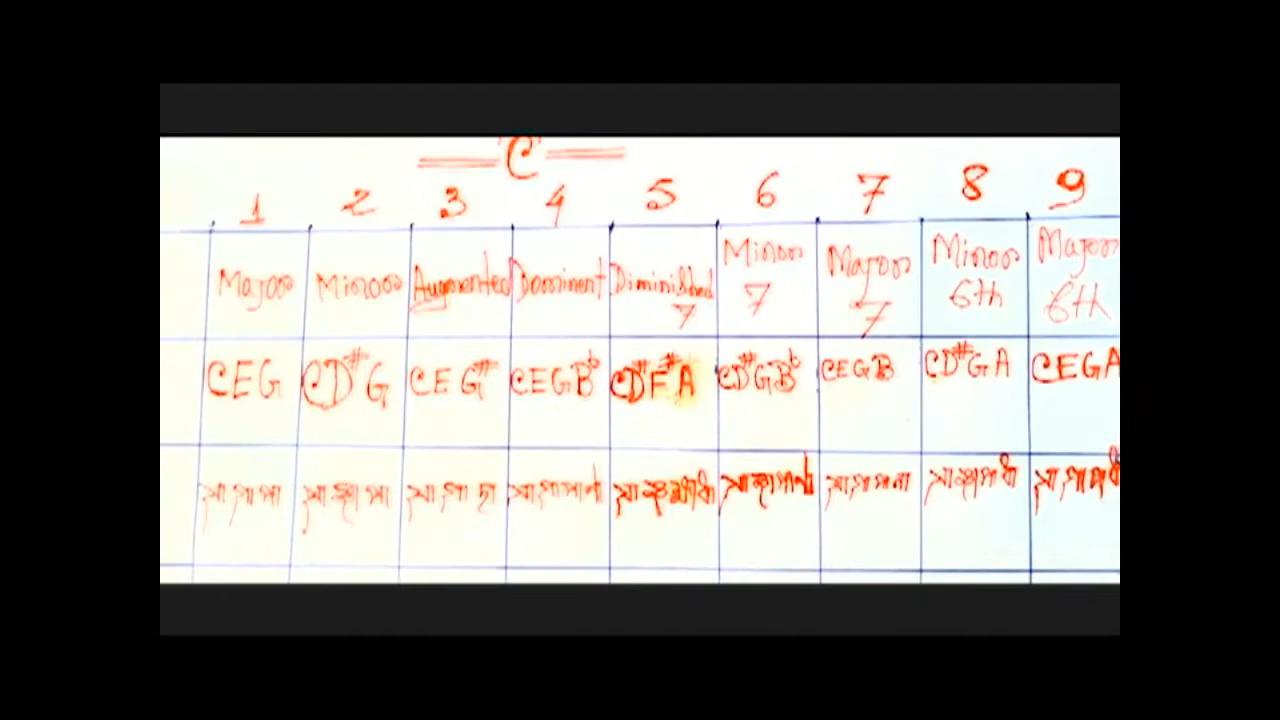 "C"
1 2 3 4 5 6 7 8 9
Major Minor Augmented Dominent Diminished 7 Minor 7 Major 7 Minor 6th Major 6th
CEG CD#G CEG# CEGB♭ CD#F#A CD#GB♭ CEGB CD#GA CEGA
সা গা পা সা জ্ঞা পা সা গা দা সা গা পা ণা সা জ্ঞা হ্মা ধা সা জ্ঞা পা ণা সা গা পা না সা জ্ঞা পা ধা সা গা পা ধা